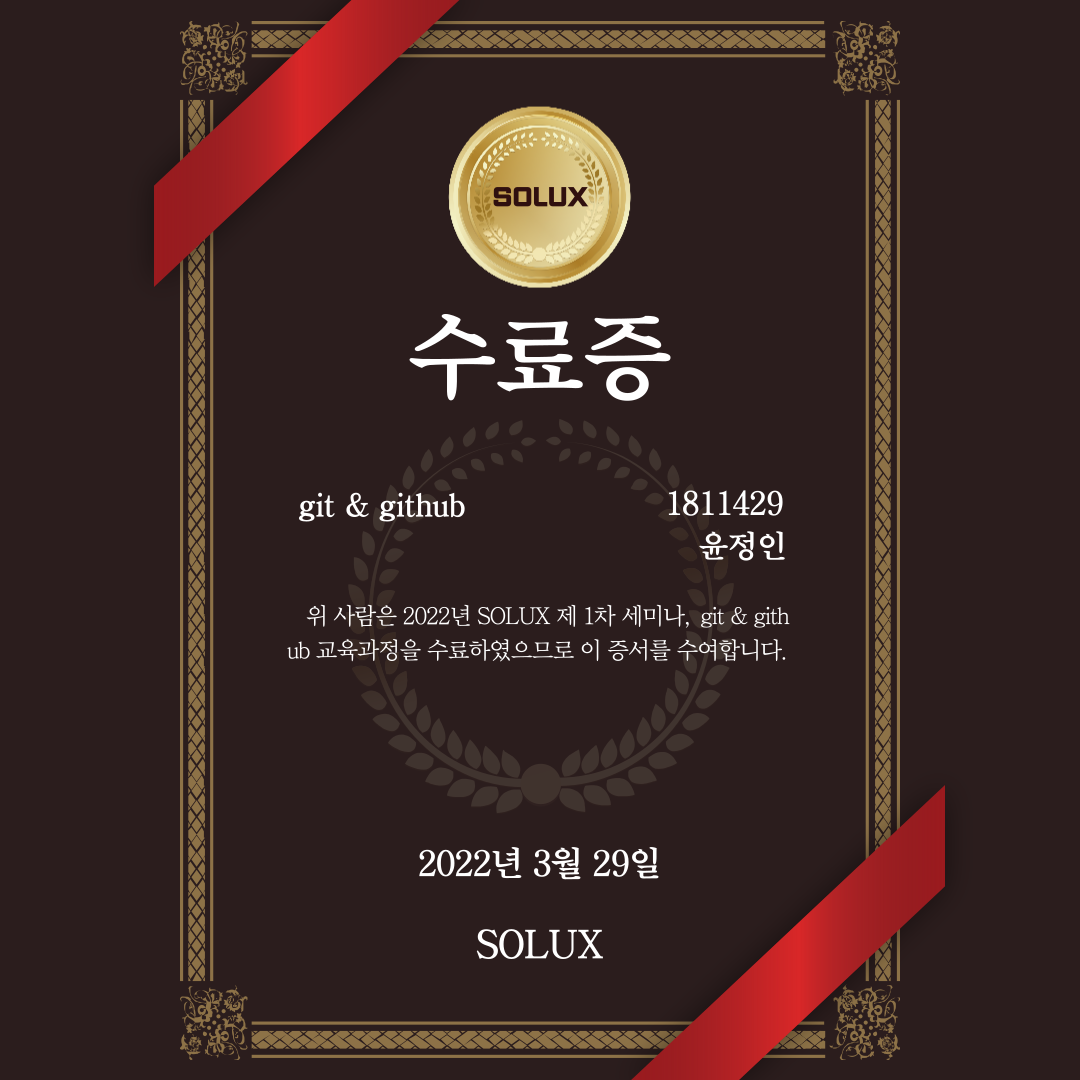 SOLUX
수료증
git & github
1811429
윤정인
위 사람은 2022년 SOLUX 제 1차 세미나, git & gith
ub 교육과정을 수료하였으므로 이 증서를 수여합니다.
2022년 3월 29일
SOLUX